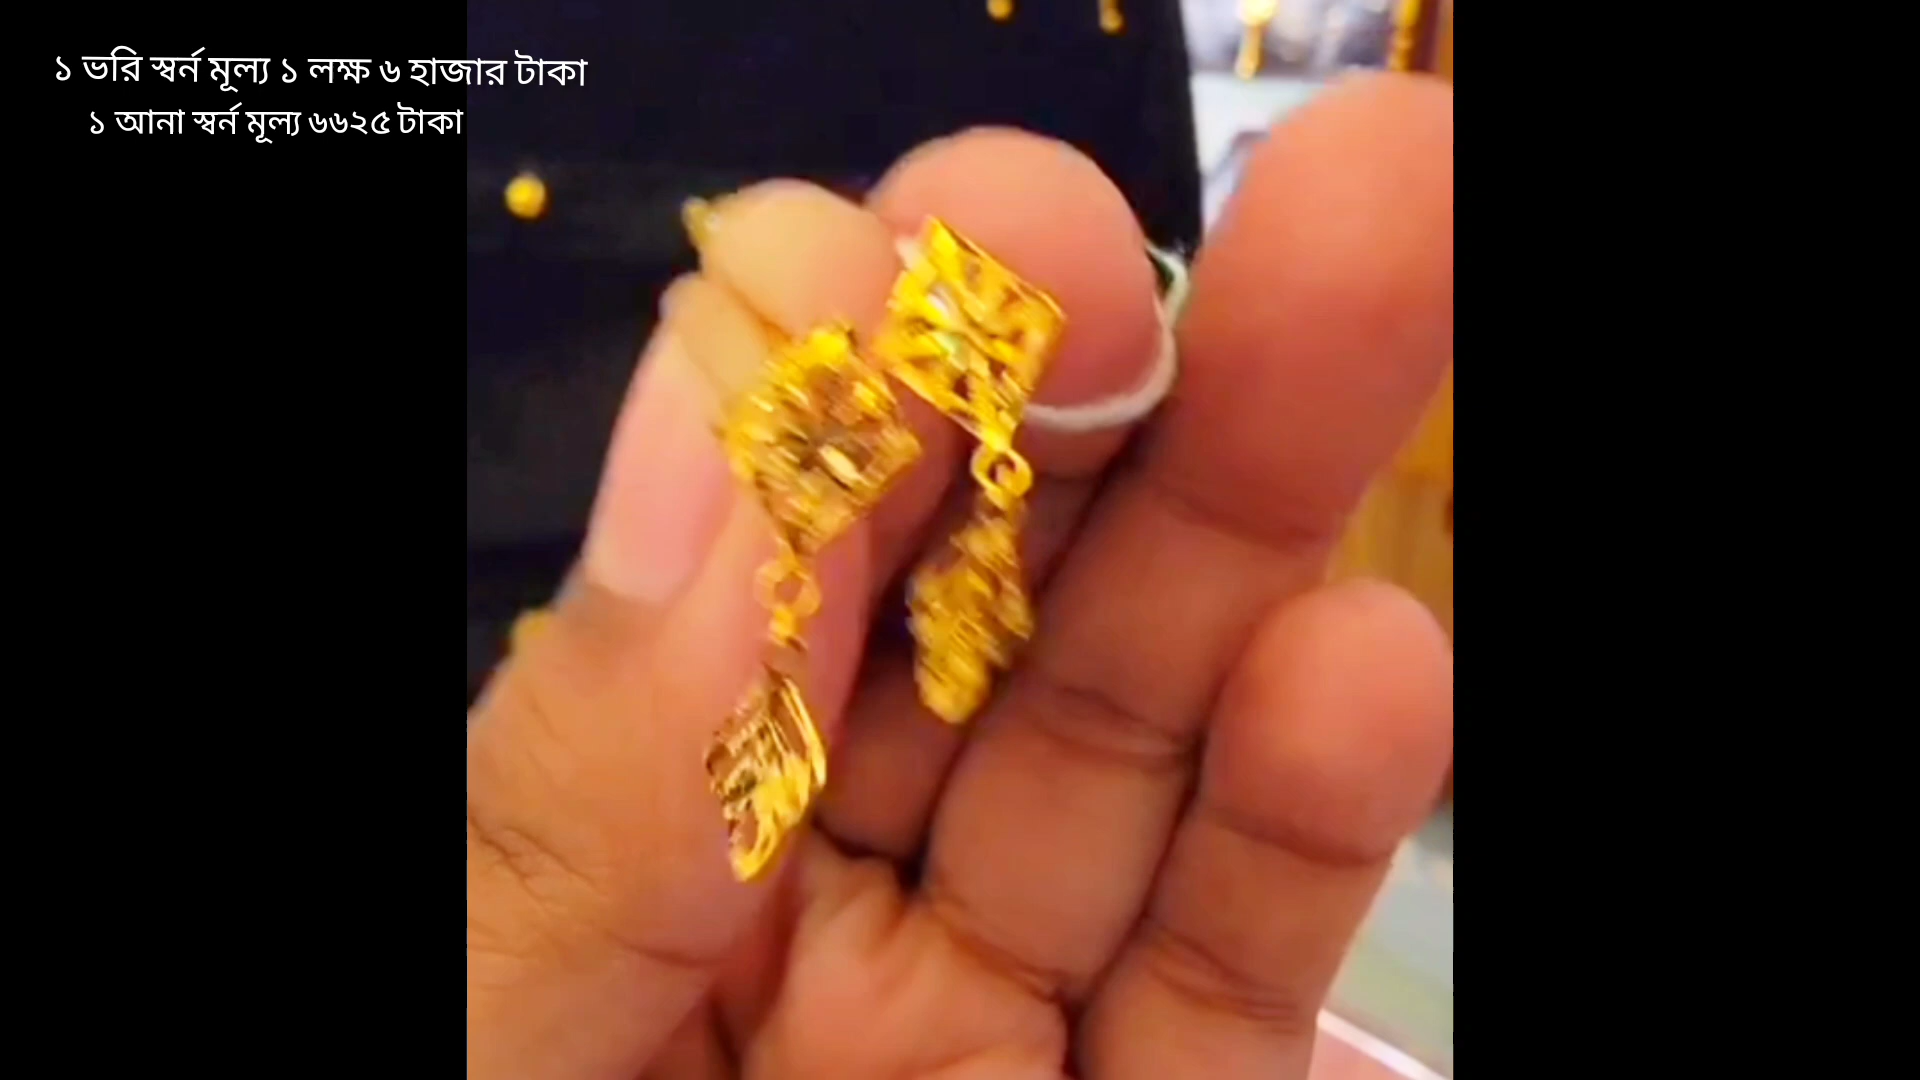 ১ ভরি স্বর্ন মূল্য ১ লক্ষ ৬ হাজার টাকা
১ আনা স্বর্ন মূল্য ৬৬২৫ টাকা